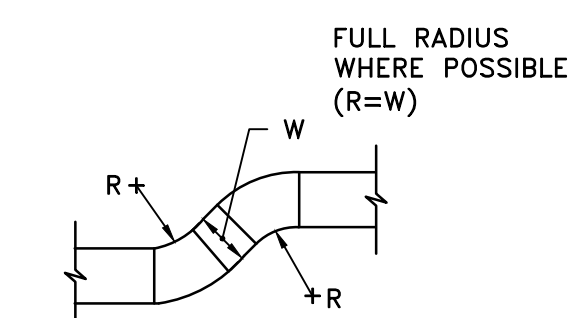 FULL RADIUS
WHERE POSSIBLE
(R=W)
W
R
R